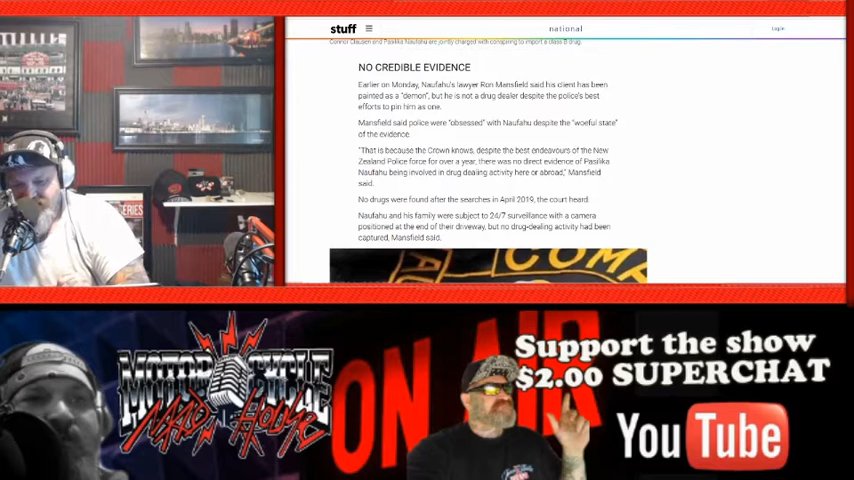 stuff
national
Log In
Connor Clausen and Pasilika Naufahu are jointly charged with conspiring to import a class B drug.
NO CREDIBLE EVIDENCE
Earlier on Monday, Naufahu's lawyer Ron Mansfield said his client has been
painted as a "demon", but he is not a drug dealer despite the police's best
efforts to pin him as one.
Mansfield said police were "obsessed" with Naufahu despite the "woeful state"
of the evidence.
"That is because the Crown knows, despite the best endeavours of the New
Zealand Police force for over a year, there was no direct evidence of Pasilika
Naufahu being involved in drug dealing activity here or abroad," Mansfield
said.
No drugs were found after the searches in April 2019, the court heard.
Naufahu and his family were subject to 24/7 surveillance with a camera
positioned at the end of their driveway, but no drug-dealing activity had been
captured, Mansfield said.
COMA
MOTORCYCLE
MAD HOUSE
ON AIR
Support the show
$2.00 SUPERCHAT
YouTube